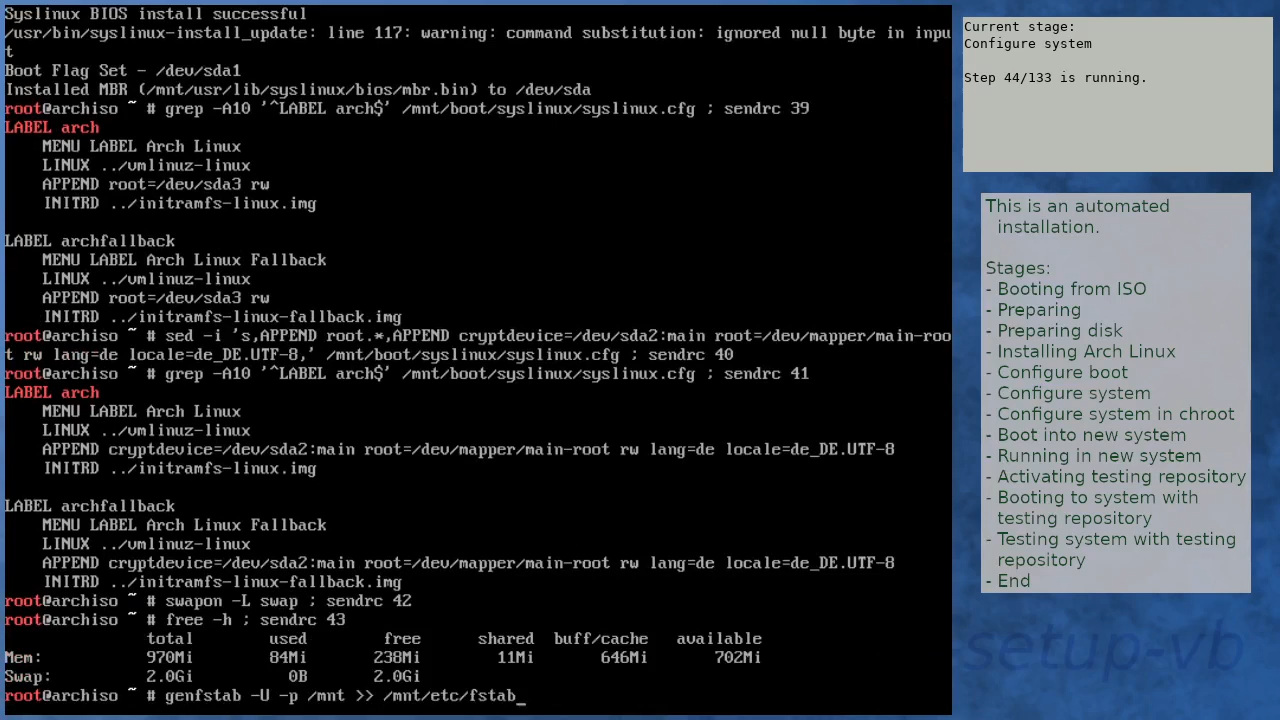 Syslinux BIOS install successful
/usr/bin/syslinux-install_update: line 117: warning: command substitution: ignored null byte in inpu
t
Boot Flag Set - /dev/sda1
Installed MBR (/mnt/usr/lib/syslinux/bios/mbr.bin) to /dev/sda
root@archiso ~ # grep -A10 '^LABEL arch$' /mnt/boot/syslinux/syslinux.cfg ; sendrc 39
LABEL arch
    MENU LABEL Arch Linux
    LINUX ../vmlinuz-linux
    APPEND root=/dev/sda3 rw
    INITRD ../initramfs-linux.img

LABEL archfallback
    MENU LABEL Arch Linux Fallback
    LINUX ../vmlinuz-linux
    APPEND root=/dev/sda3 rw
    INITRD ../initramfs-linux-fallback.img
root@archiso ~ # sed -i 's,APPEND root.*,APPEND cryptdevice=/dev/sda2:main root=/dev/mapper/main-roo
t rw lang=de locale=de_DE.UTF-8,' /mnt/boot/syslinux/syslinux.cfg ; sendrc 40
root@archiso ~ # grep -A10 '^LABEL arch$' /mnt/boot/syslinux/syslinux.cfg ; sendrc 41
LABEL arch
    MENU LABEL Arch Linux
    LINUX ../vmlinuz-linux
    APPEND cryptdevice=/dev/sda2:main root=/dev/mapper/main-root rw lang=de locale=de_DE.UTF-8
    INITRD ../initramfs-linux.img

LABEL archfallback
    MENU LABEL Arch Linux Fallback
    LINUX ../vmlinuz-linux
    APPEND cryptdevice=/dev/sda2:main root=/dev/mapper/main-root rw lang=de locale=de_DE.UTF-8
    INITRD ../initramfs-linux-fallback.img
root@archiso ~ # swapon -L swap ; sendrc 42
root@archiso ~ # free -h ; sendrc 43
               total        used        free      shared  buff/cache   available
Mem:           970Mi        84Mi       238Mi        11Mi       646Mi       702Mi
Swap:          2.0Gi          0B       2.0Gi
root@archiso ~ # genfstab -U -p /mnt >> /mnt/etc/fstab_
Current stage:
Configure system

Step 44/133 is running.
This is an automated
installation.

Stages:
- Booting from ISO
- Preparing
- Preparing disk
- Installing Arch Linux
- Configure boot
- Configure system
- Configure system in chroot
- Boot into new system
- Running in new system
- Activating testing repository
- Booting to system with
testing repository
- Testing system with testing
repository
- End
setup-vb